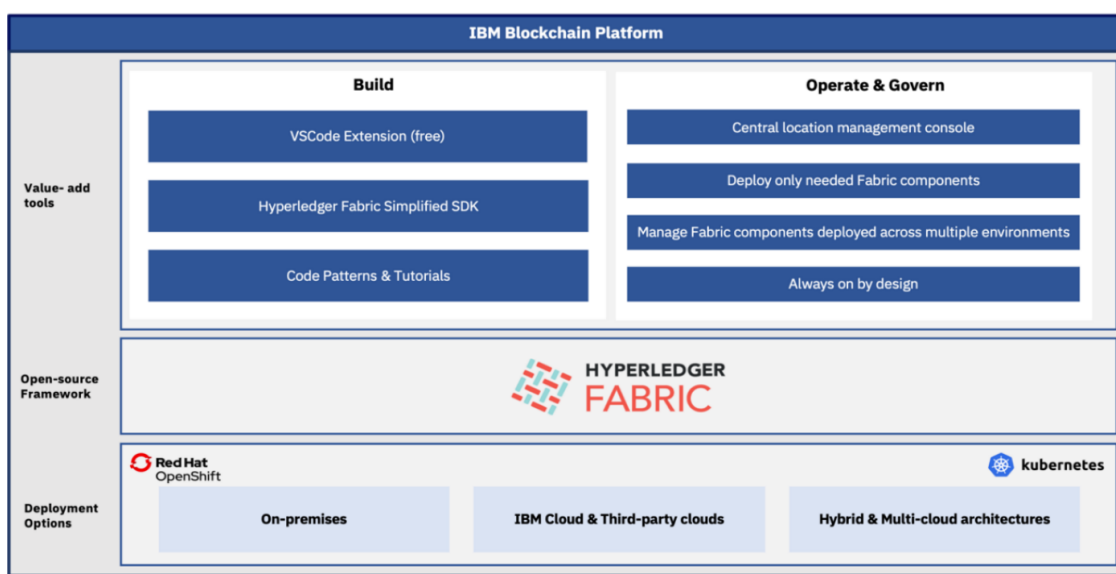 IBM Blockchain Platform
Value- add
tools
Build
VSCode Extension (free)
Hyperledger Fabric Simplified SDK
Code Patterns & Tutorials
Operate & Govern
Central location management console
Deploy only needed Fabric components
Manage Fabric components deployed across multiple environments
Always on by design
Open-source
Framework
HYPERLEDGER
FABRIC
Deployment
Options
Red Hat
OpenShift
kubernetes
On-premises
IBM Cloud & Third-party clouds
Hybrid & Multi-cloud architectures